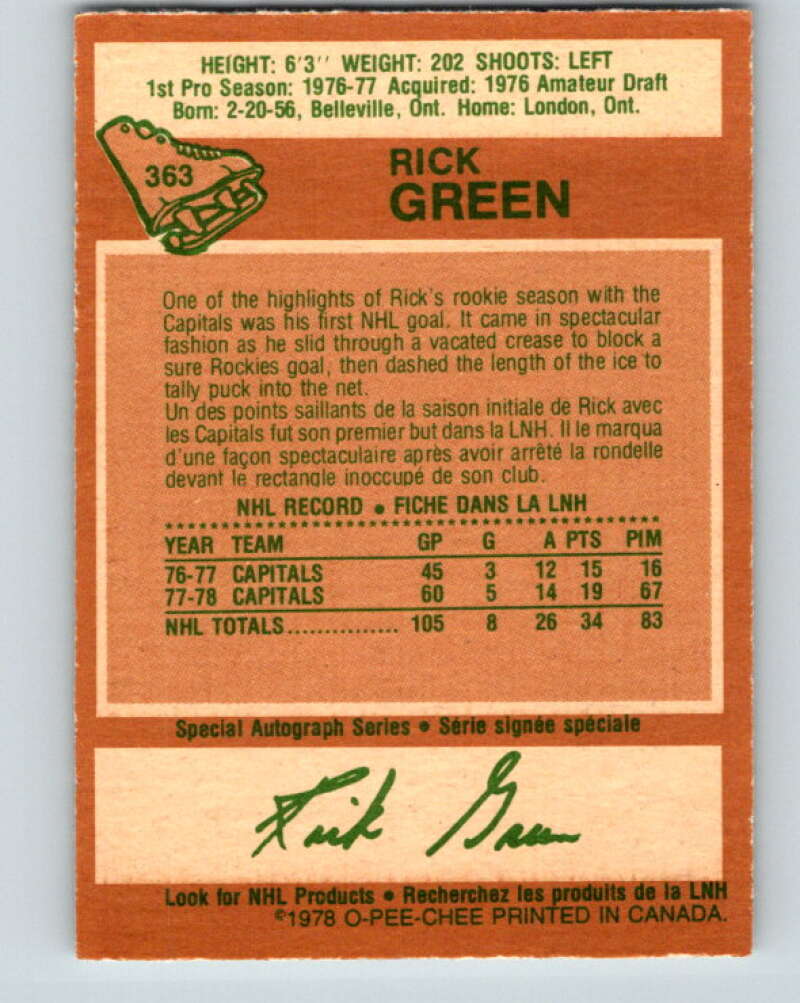 HEIGHT: 6'3'' WEIGHT: 202 SHOOTS: LEFT
1st Pro Season: 1976-77 Acquired: 1976 Amateur Draft
Born: 2-20-56, Belleville, Ont. Home: London, Ont.
363
RICK
GREEN
One of the highlights of Rick's rookie season with the
Capitals was his first NHL goal. It came in spectacular
fashion as he slid through a vacated crease to block a
sure Rockies goal, then dashed the length of the ice to
tally puck into the net.
Un des points saillants de la saison initiale de Rick avec
les Capitals fut son premier but dans la LNH. Il le marqua
d'une façon spectaculaire après avoir arrêté la rondelle
devant le rectangle inoccupé de son club.
NHL RECORD • FICHE DANS LA LNH
YEAR TEAM GP G A PTS PIM
76-77 CAPITALS 45 3 12 15 16
77-78 CAPITALS 60 5 14 19 67
NHL TOTALS............... 105 8 26 34 83
Special Autograph Series • Série signée spéciale
Rick Green
Look for NHL Products • Recherchez les produits de la LNH
©1978 O-PEE-CHEE PRINTED IN CANADA.